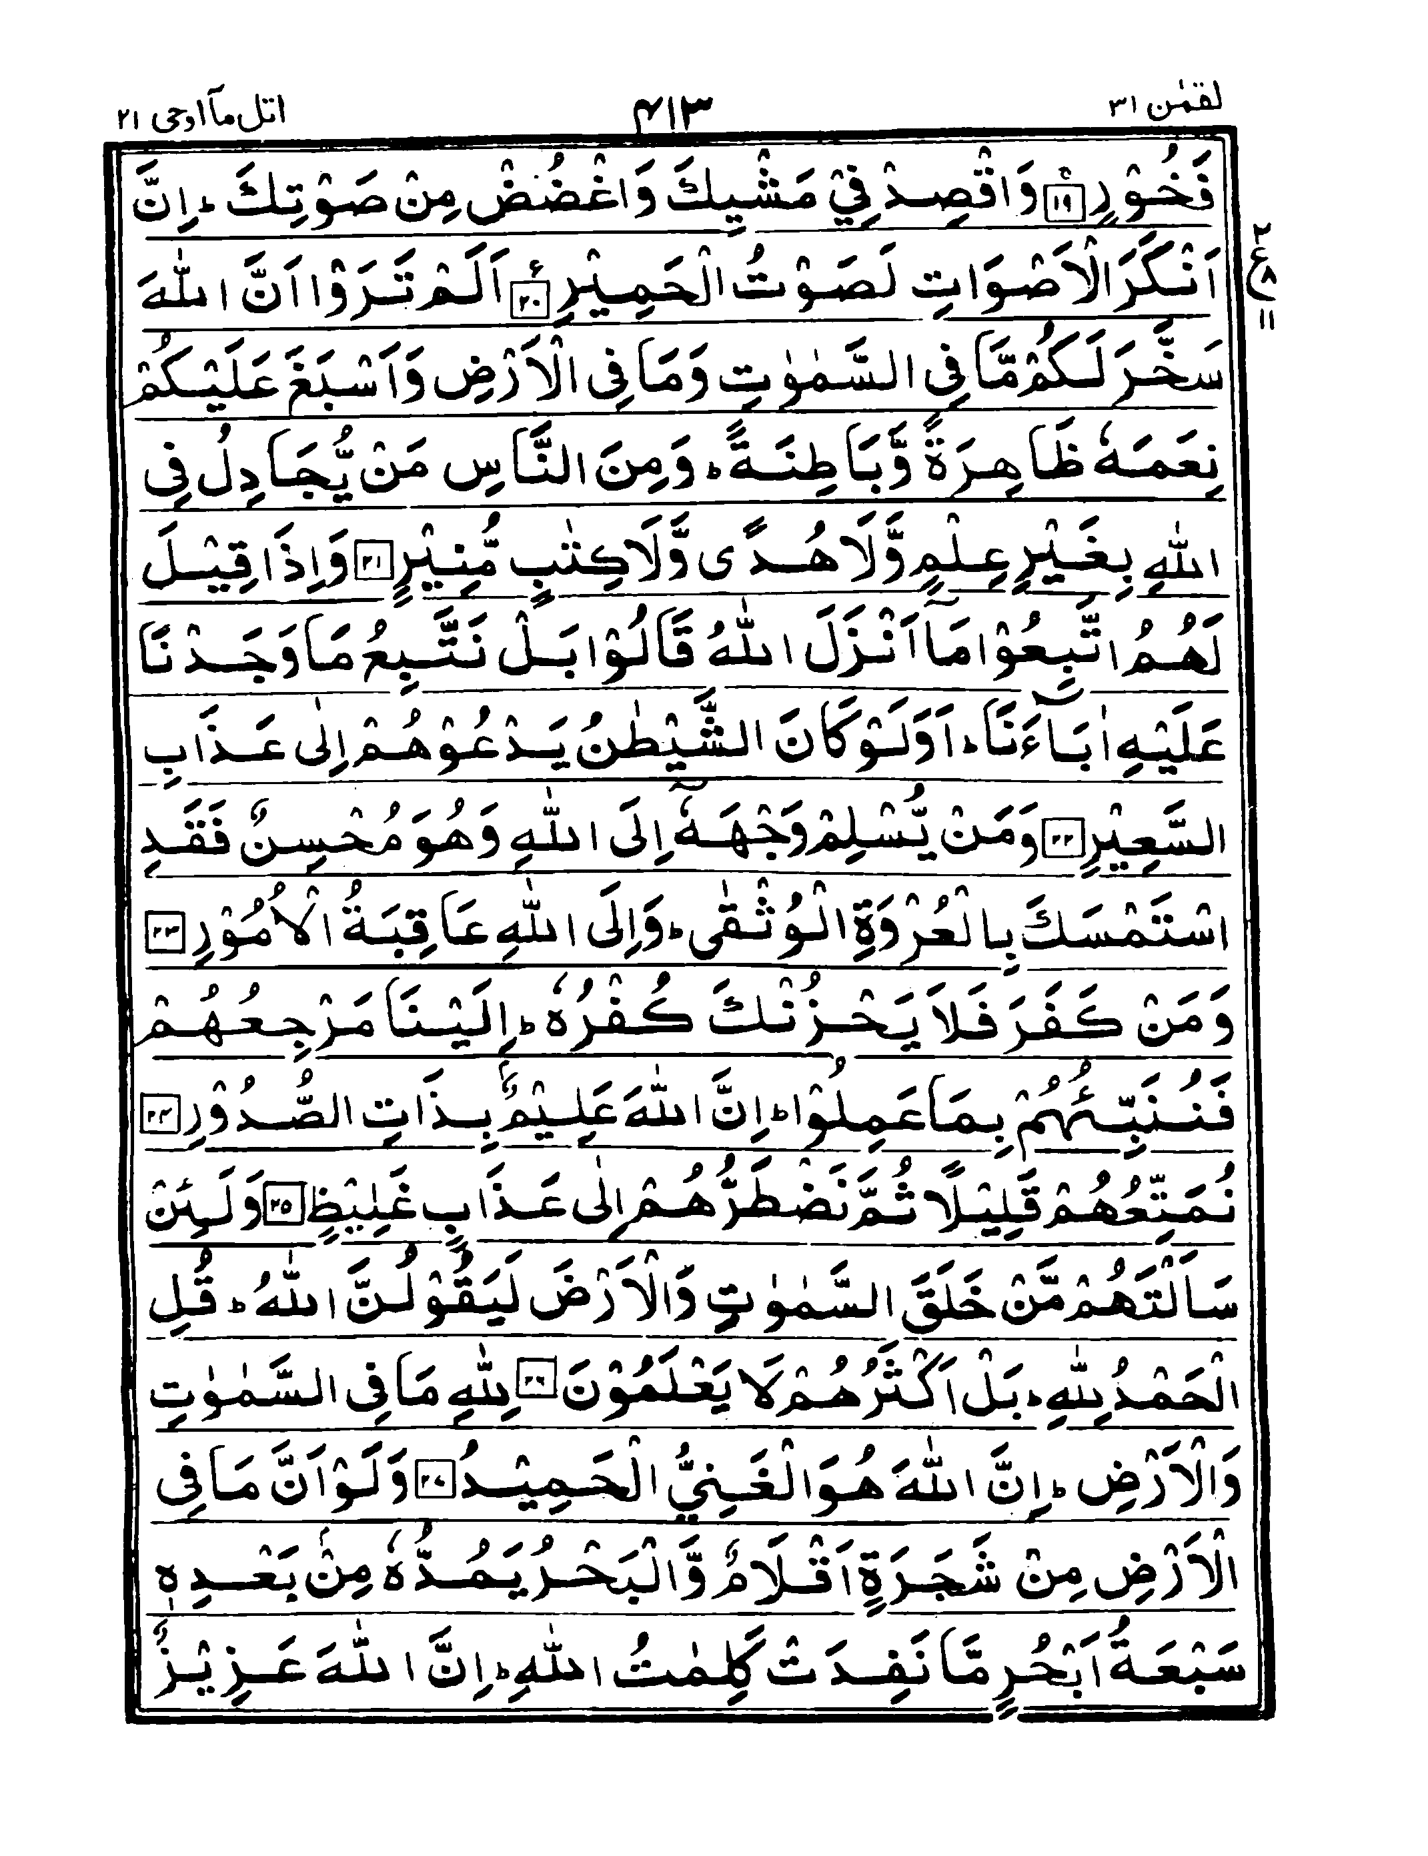 لقمٰن ٣١
٤١٣
اتل مآ اوحی ٢١
فَخُوۡرٍ ١٩ وَاقۡصِدۡ فِىۡ مَشۡيِكَ وَاغۡضُضۡ مِنۡ صَوۡتِكَ ؕ اِنَّ
اَنۡكَرَ الۡاَصۡوَاتِ لَصَوۡتُ الۡحَمِيۡرِ ٢٠ اَلَمۡ تَرَوۡا اَنَّ اللّٰهَ
سَخَّرَ لَكُمۡ مَّا فِى السَّمٰوٰتِ وَمَا فِى الۡاَرۡضِ وَاَسۡبَغَ عَلَيۡكُمۡ
نِعَمَهٗ ظَاهِرَةً وَّبَاطِنَةً ؕ وَمِنَ النَّاسِ مَنۡ يُّجَادِلُ فِى
اللّٰهِ بِغَيۡرِ عِلۡمٍ وَّلَا هُدًى وَّلَا كِتٰبٍ مُّنِيۡرٍ ٢١ وَاِذَا قِيۡلَ
لَهُمُ اتَّبِعُوۡا مَاۤ اَنۡزَلَ اللّٰهُ قَالُوۡا بَلۡ نَتَّبِعُ مَا وَجَدۡنَا
عَلَيۡهِ اٰبَآءَنَا ؕ اَوَلَوۡ كَانَ الشَّيۡطٰنُ يَدۡعُوۡهُمۡ اِلٰى عَذَابِ
السَّعِيۡرِ ٢٢ وَمَنۡ يُّسۡلِمۡ وَجۡهَهٗۤ اِلَى اللّٰهِ وَهُوَ مُحۡسِنٌ فَقَدِ
اسۡتَمۡسَكَ بِالۡعُرۡوَةِ الۡوُثۡقٰى ؕ وَاِلَى اللّٰهِ عَاقِبَةُ الۡاُمُوۡرِ ٢٣
وَمَنۡ كَفَرَ فَلَا يَحۡزُنۡكَ كُفۡرُهٗ ؕ اِلَيۡنَا مَرۡجِعُهُمۡ
فَنُنَبِّئُهُمۡ بِمَا عَمِلُوۡا ؕ اِنَّ اللّٰهَ عَلِيۡمٌۢ بِذَاتِ الصُّدُوۡرِ ٢٤
نُمَتِّعُهُمۡ قَلِيۡلًا ثُمَّ نَضۡطَرُّهُمۡ اِلٰى عَذَابٍ غَلِيۡظٍ ٢٥ وَلَئِنۡ
سَاَلۡتَهُمۡ مَّنۡ خَلَقَ السَّمٰوٰتِ وَالۡاَرۡضَ لَيَقُوۡلُنَّ اللّٰهُ ؕ قُلِ
الۡحَمۡدُ لِلّٰهِ ؕ بَلۡ اَكۡثَرُهُمۡ لَا يَعۡلَمُوۡنَ ٢٦ لِلّٰهِ مَا فِى السَّمٰوٰتِ
وَالۡاَرۡضِ ؕ اِنَّ اللّٰهَ هُوَ الۡغَنِىُّ الۡحَمِيۡدُ ٢٧ وَلَوۡ اَنَّ مَا فِى
الۡاَرۡضِ مِنۡ شَجَرَةٍ اَقۡلَامٌ وَّالۡبَحۡرُ يَمُدُّهٗ مِنۡۢ بَعۡدِهٖ
سَبۡعَةُ اَبۡحُرٍ مَّا نَفِدَتۡ كَلِمٰتُ اللّٰهِ ؕ اِنَّ اللّٰهَ عَزِيۡزٌ
٢
ع
٨
١١